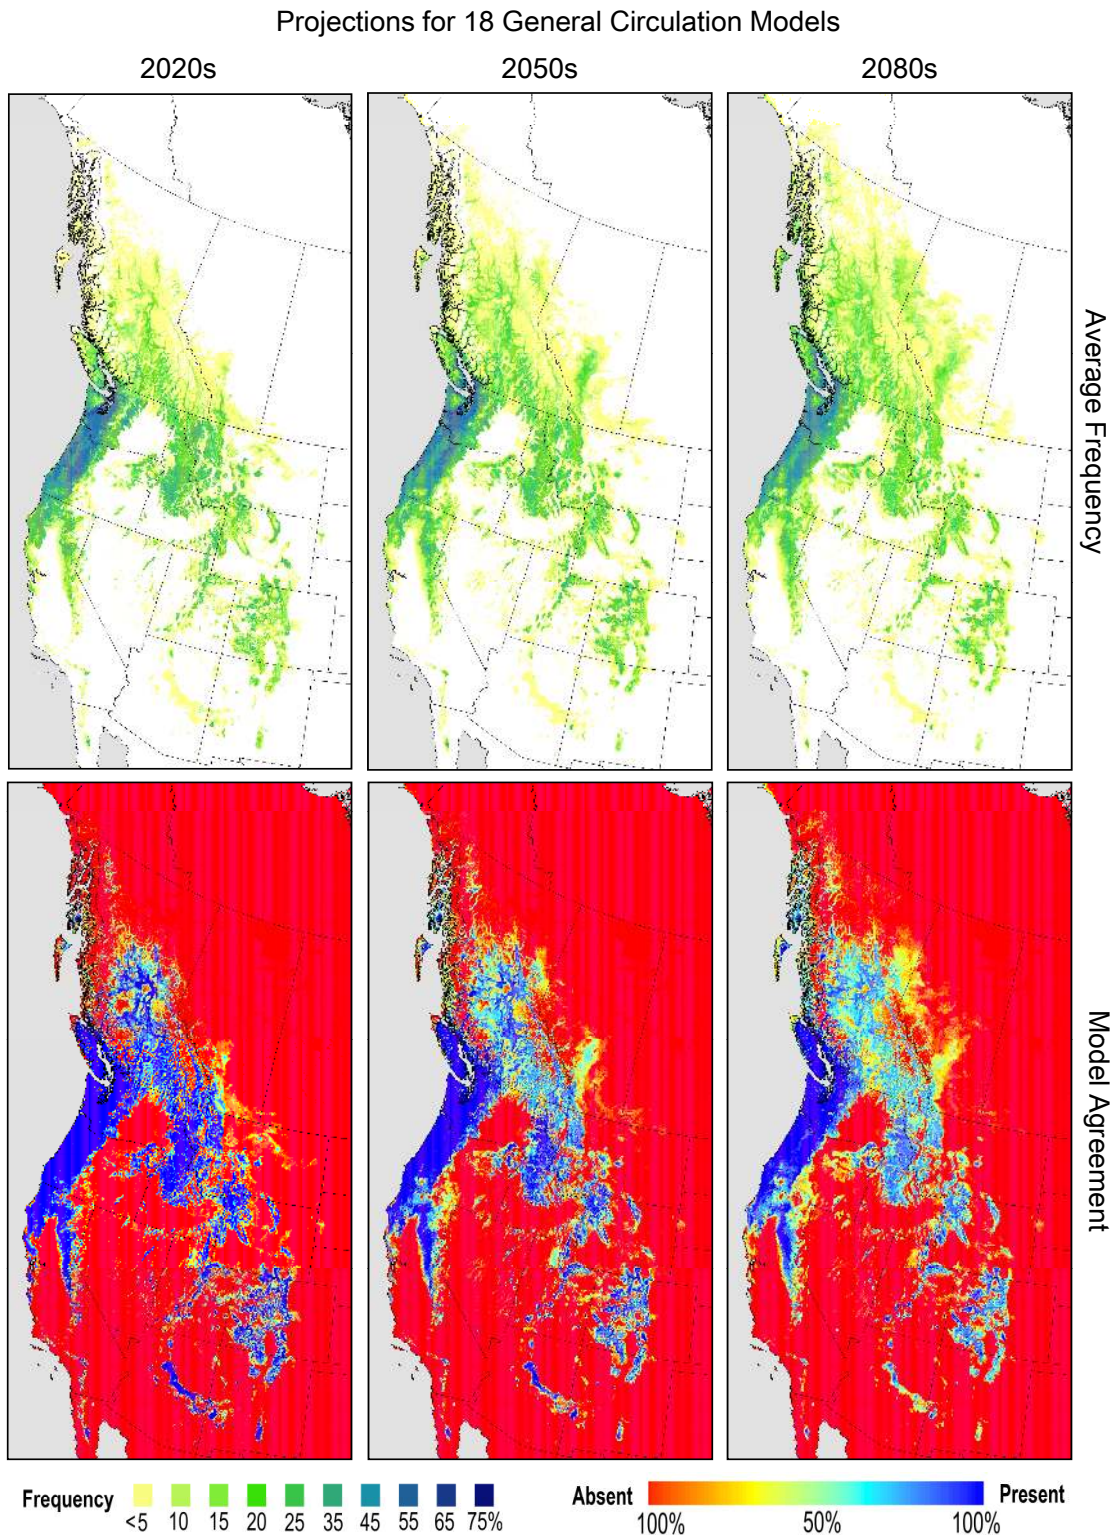 Projections for 18 General Circulation Models
2020s 2050s 2080s
Average Frequency
Model Agreement
Frequency <5 10 15 20 25 35 45 55 65 75%
Absent Present
100% 50% 100%